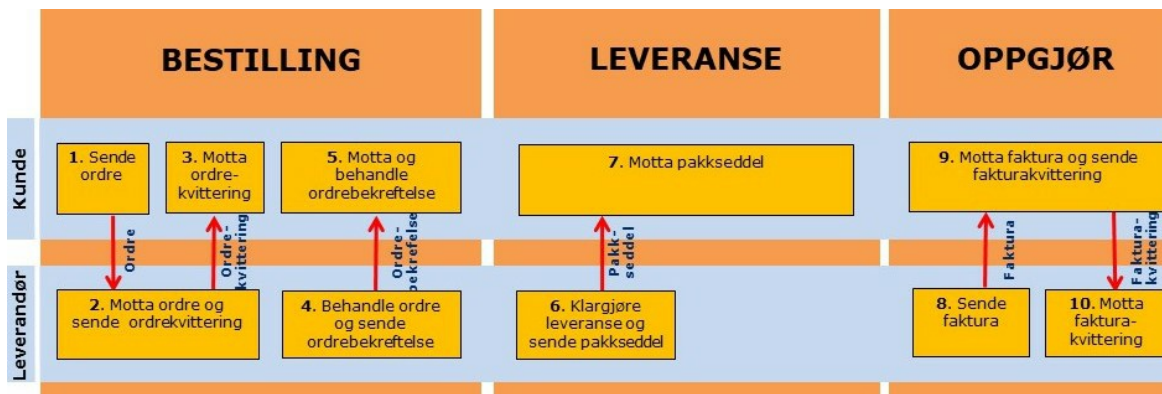 BESTILLING
LEVERANSE
OPPGJØR
Kunde
1. Sende
ordre
3. Motta
ordre-
kvittering
5. Motta og
behandle
ordrebekreftelse
7. Motta pakkseddel
9. Motta faktura og sende
fakturakvittering
Ordre
Ordre-
kvittering
Ordre-
bekrefelse
Pakk-
seddel
Faktura
Faktura-
kvittering
Leverandør
2. Motta ordre og
sende ordrekvittering
4. Behandle ordre
og sende
ordrebekreftelse
6. Klargjøre
leveranse og
sende pakkseddel
8. Sende
faktura
10. Motta
faktura-
kvittering